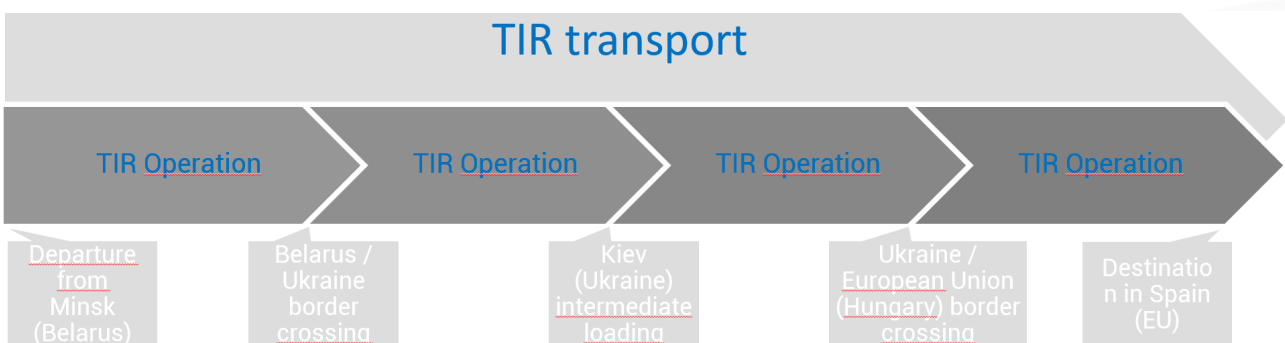 TIR transport
TIR Operation
TIR Operation
TIR Operation
TIR Operation
Departure
from
Minsk
(Belarus)
Belarus /
Ukraine
border
crossing
Kiev
(Ukraine)
intermediate
loading
Ukraine /
European Union
(Hungary) border
crossing
Destinatio
n in Spain
(EU)